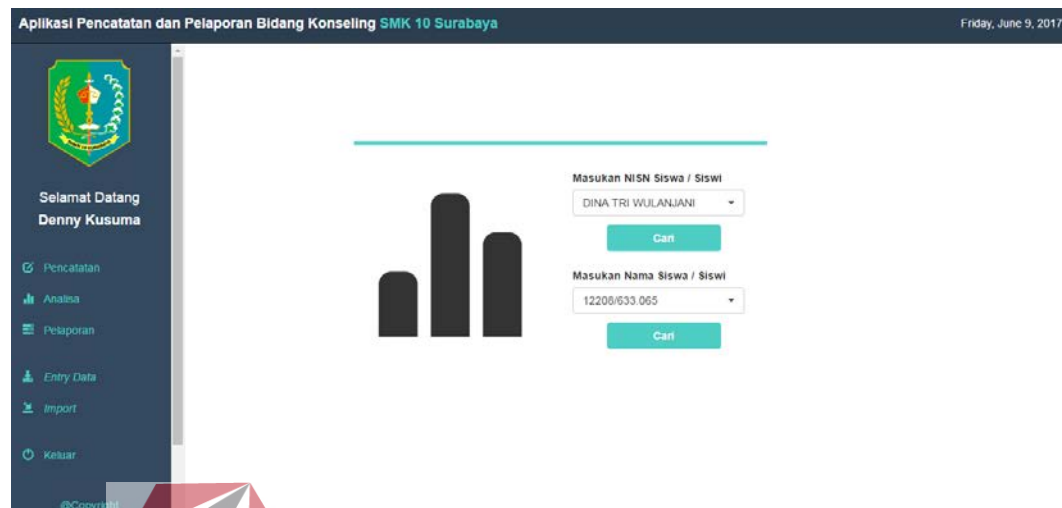 Aplikasi Pencatatan dan Pelaporan Bidang Konseling SMK 10 Surabaya
Friday, June 9, 2017
Selamat Datang
Denny Kusuma
Pencatatan
Analisa
Pelaporan
Entry Data
Import
Keluar
@Copyright
Masukan NISN Siswa / Siswi
DINA TRI WULANJANI
Cari
Masukan Nama Siswa / Siswi
12208/633.065
Cari